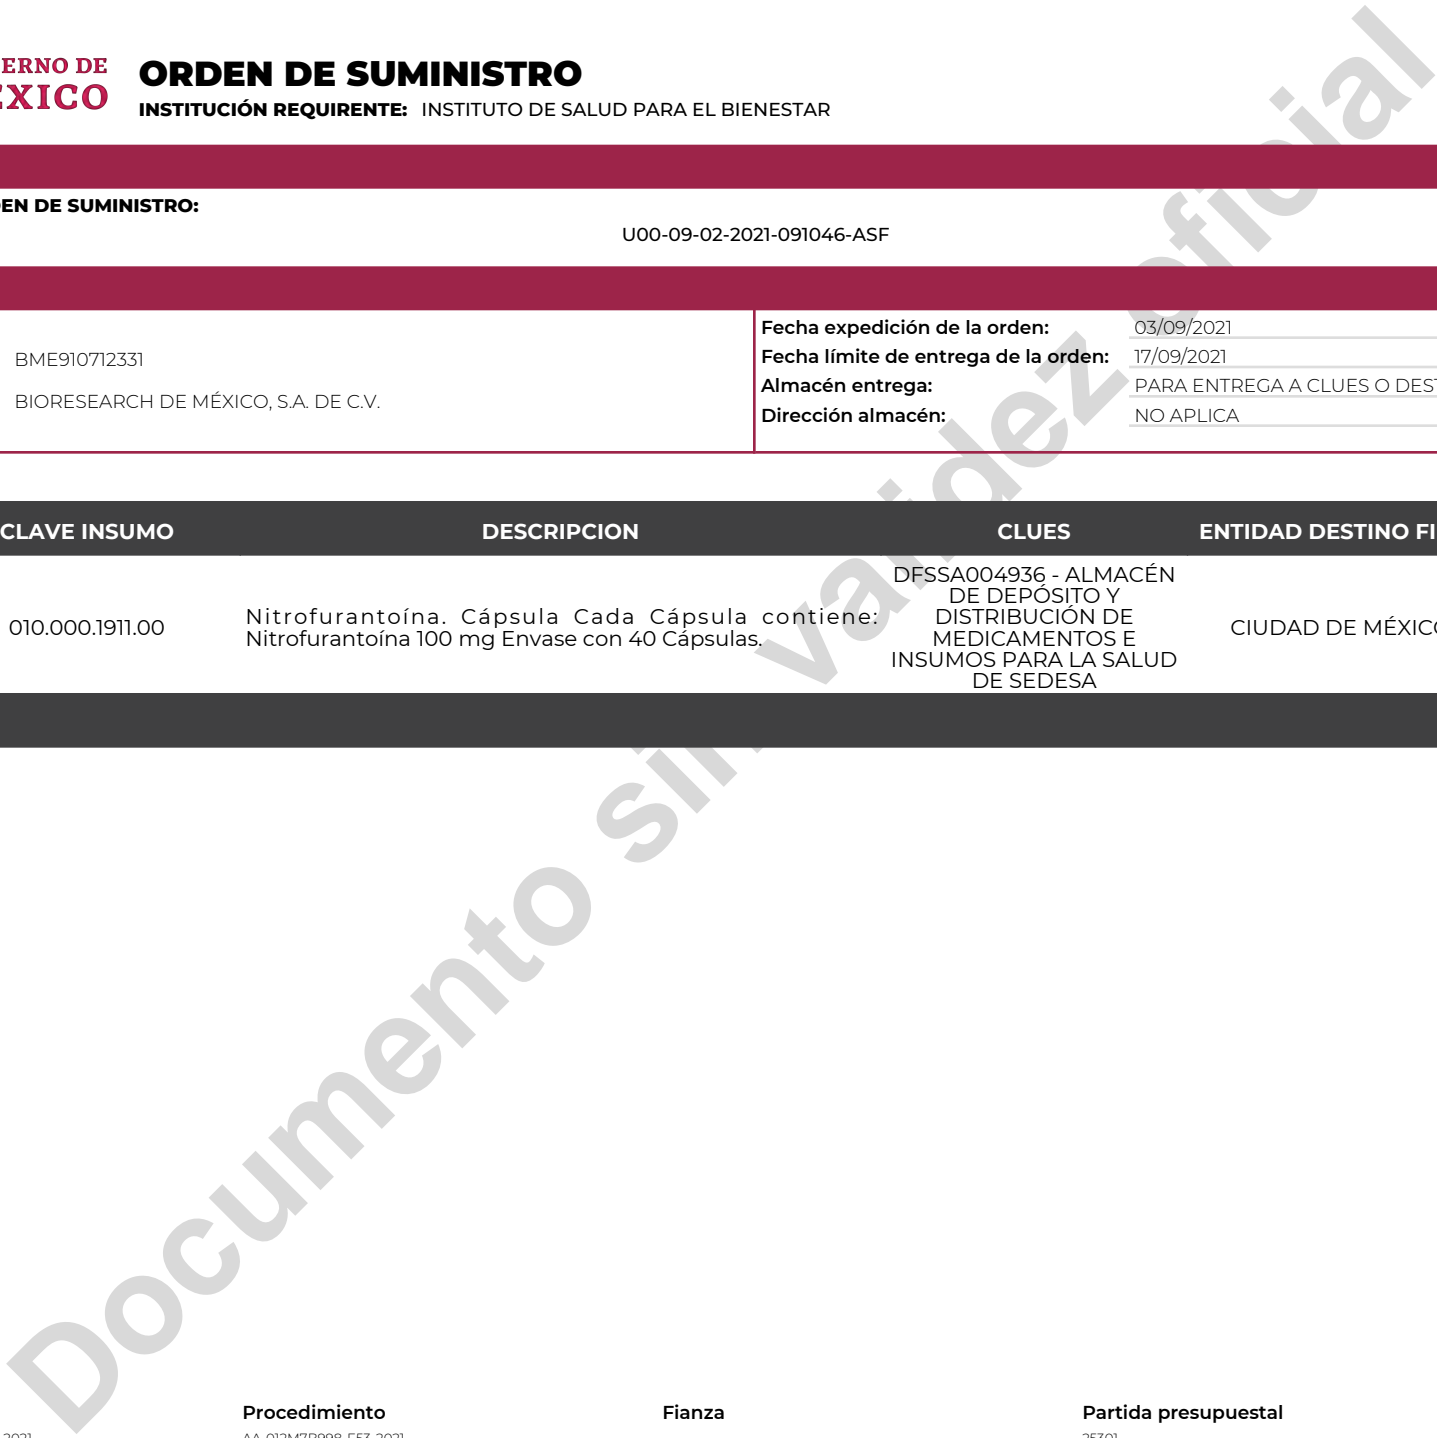 ERNO DE
ÉXICO
ORDEN DE SUMINISTRO
INSTITUCIÓN REQUIRENTE: INSTITUTO DE SALUD PARA EL BIENESTAR
EN DE SUMINISTRO:
U00-09-02-2021-091046-ASF
BME910712331
BIORESEARCH DE MÉXICO, S.A. DE C.V.
Fecha expedición de la orden: 03/09/2021
Fecha límite de entrega de la orden: 17/09/2021
Almacén entrega: PARA ENTREGA A CLUES O DEST
Dirección almacén: NO APLICA
CLAVE INSUMO DESCRIPCION CLUES ENTIDAD DESTINO FI
010.000.1911.00
Nitrofurantoína. Cápsula Cada Cápsula contiene:
Nitrofurantoína 100 mg Envase con 40 Cápsulas.
DFSSA004936 - ALMACÉN
DE DEPÓSITO Y
DISTRIBUCIÓN DE
MEDICAMENTOS E
INSUMOS PARA LA SALUD
DE SEDESA
CIUDAD DE MÉXICO
Documento sin validez oficial
Procedimiento Fianza Partida presupuestal